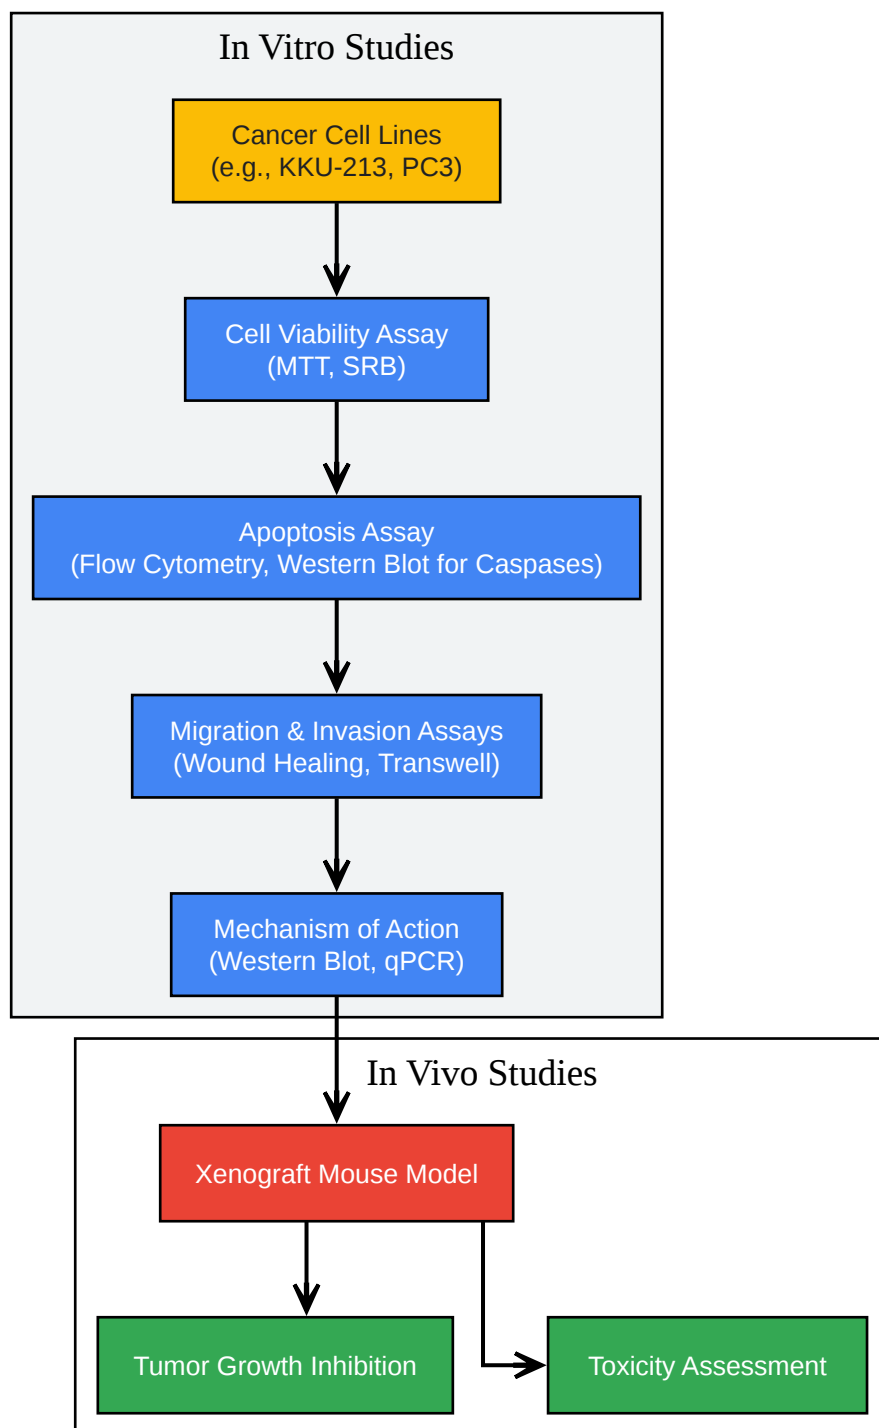 In Vitro Studies
Cancer Cell Lines
(e.g., KKU-213, PC3)
Cell Viability Assay
(MTT, SRB)
Apoptosis Assay
(Flow Cytometry, Western Blot for Caspases)
Migration & Invasion Assays
(Wound Healing, Transwell)
Mechanism of Action
(Western Blot, qPCR)
In Vivo Studies
Xenograft Mouse Model
Tumor Growth Inhibition
Toxicity Assessment